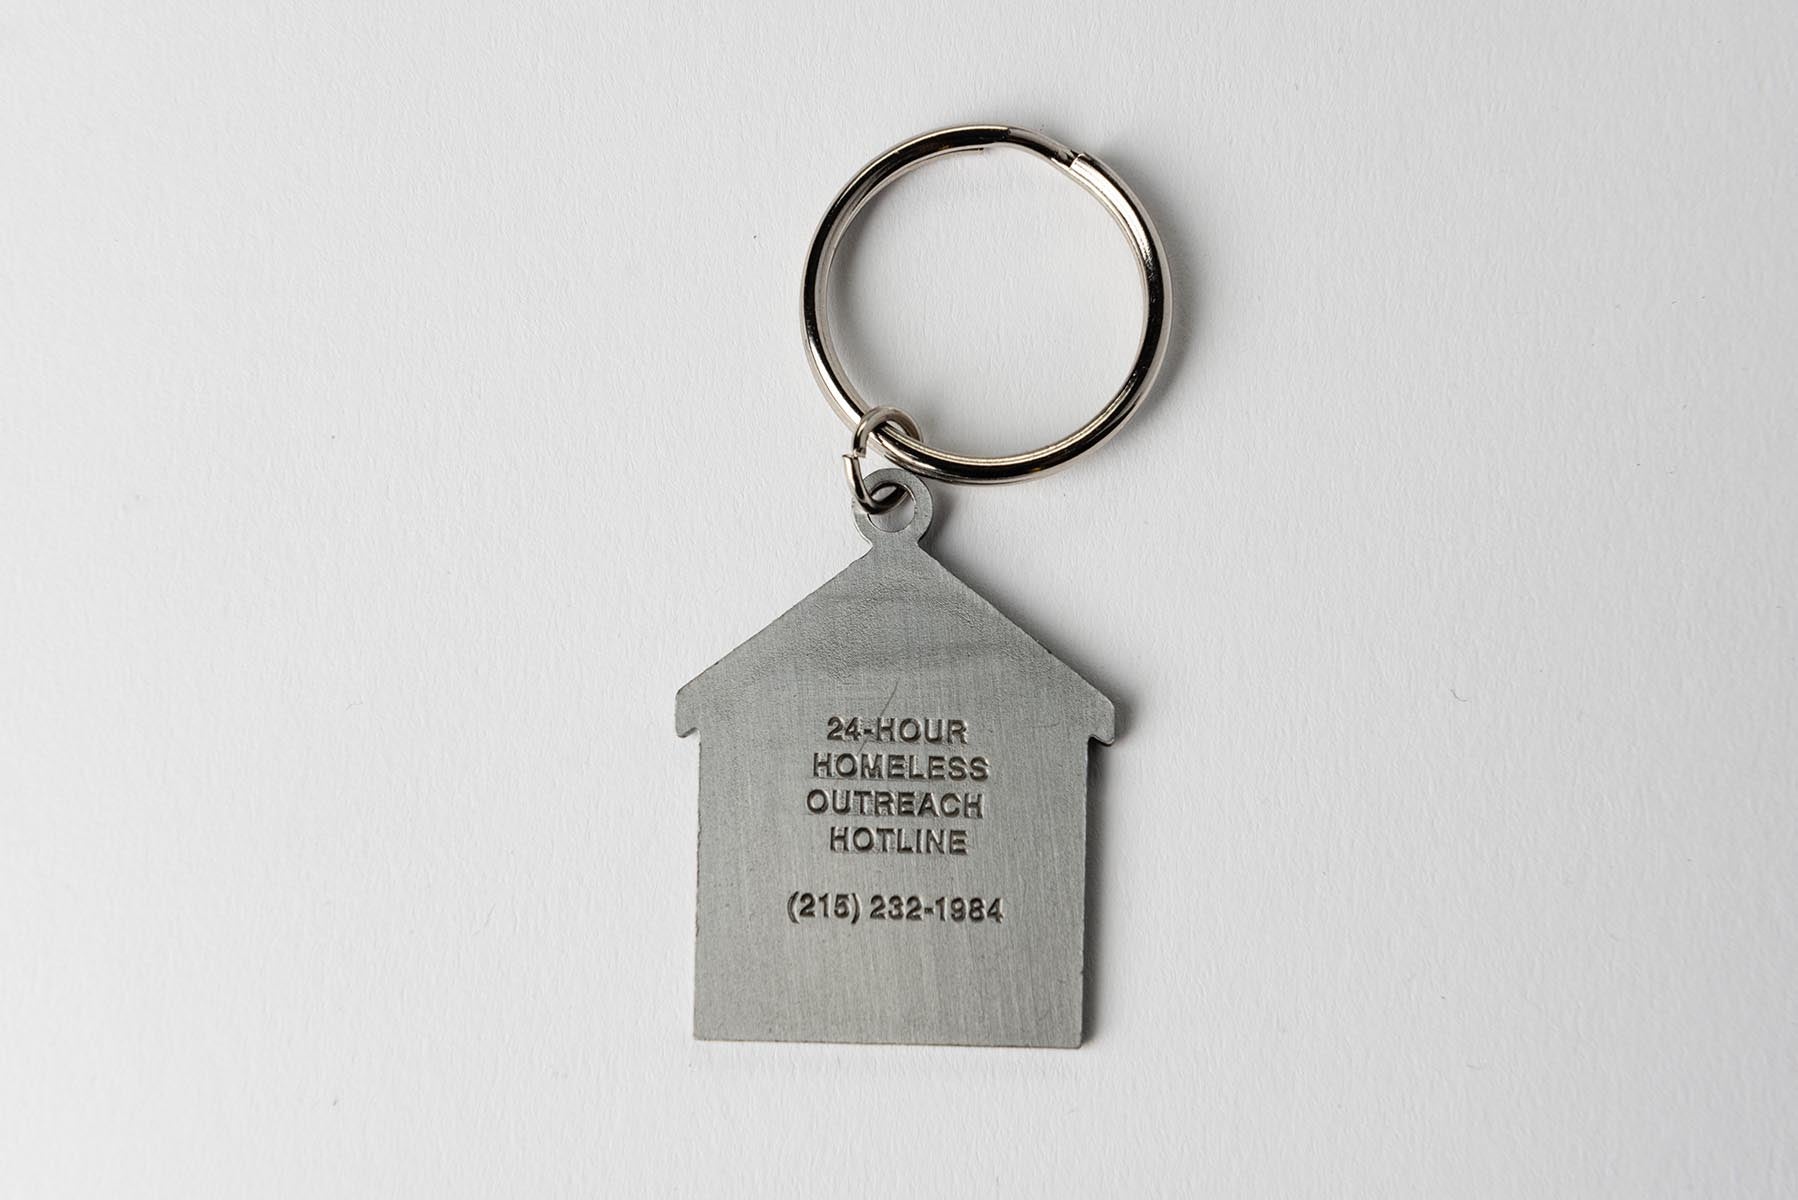 24-HOUR
HOMELESS
OUTREACH
HOTLINE
(215) 232-1984